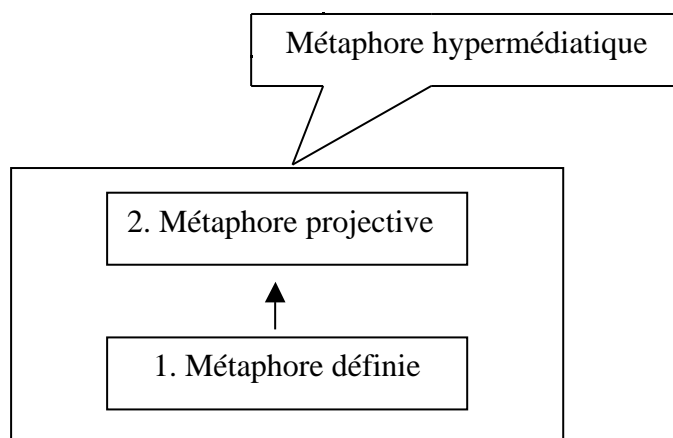 Métaphore hypermédiatique
2. Métaphore projective
1. Métaphore définie